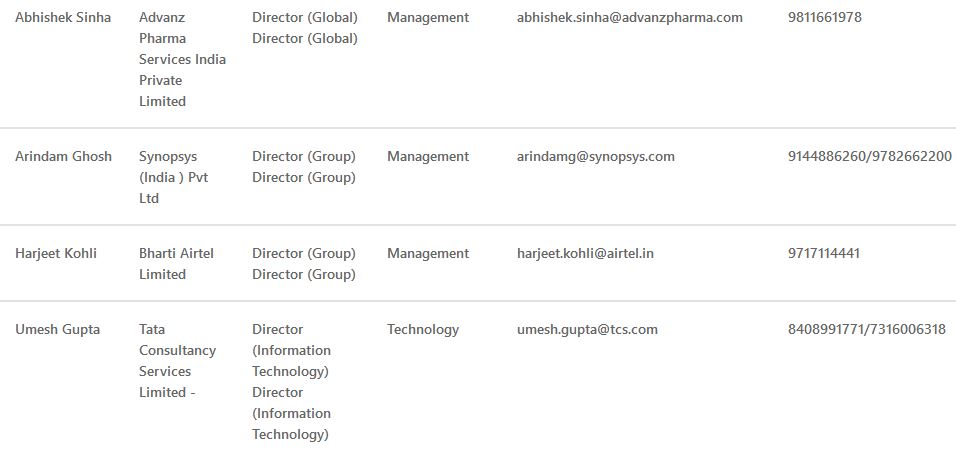 Abhishek Sinha Advanz Director (Global) Management abhishek.sinha@advanzpharma.com 9811661978
Pharma Director (Global)
Services India
Private
Limited
Arindam Ghosh Synopsys Director (Group) Management arindamg@synopsys.com 9144886260/9782662200
(India ) Pvt Director (Group)
Ltd
Harjeet Kohli Bharti Airtel Director (Group) Management harjeet.kohli@airtel.in 9717114441
Limited Director (Group)
Umesh Gupta Tata Director Technology umesh.gupta@tcs.com 8408991771/7316006318
Consultancy (Information
Services Technology)
Limited - Director
(Information
Technology)